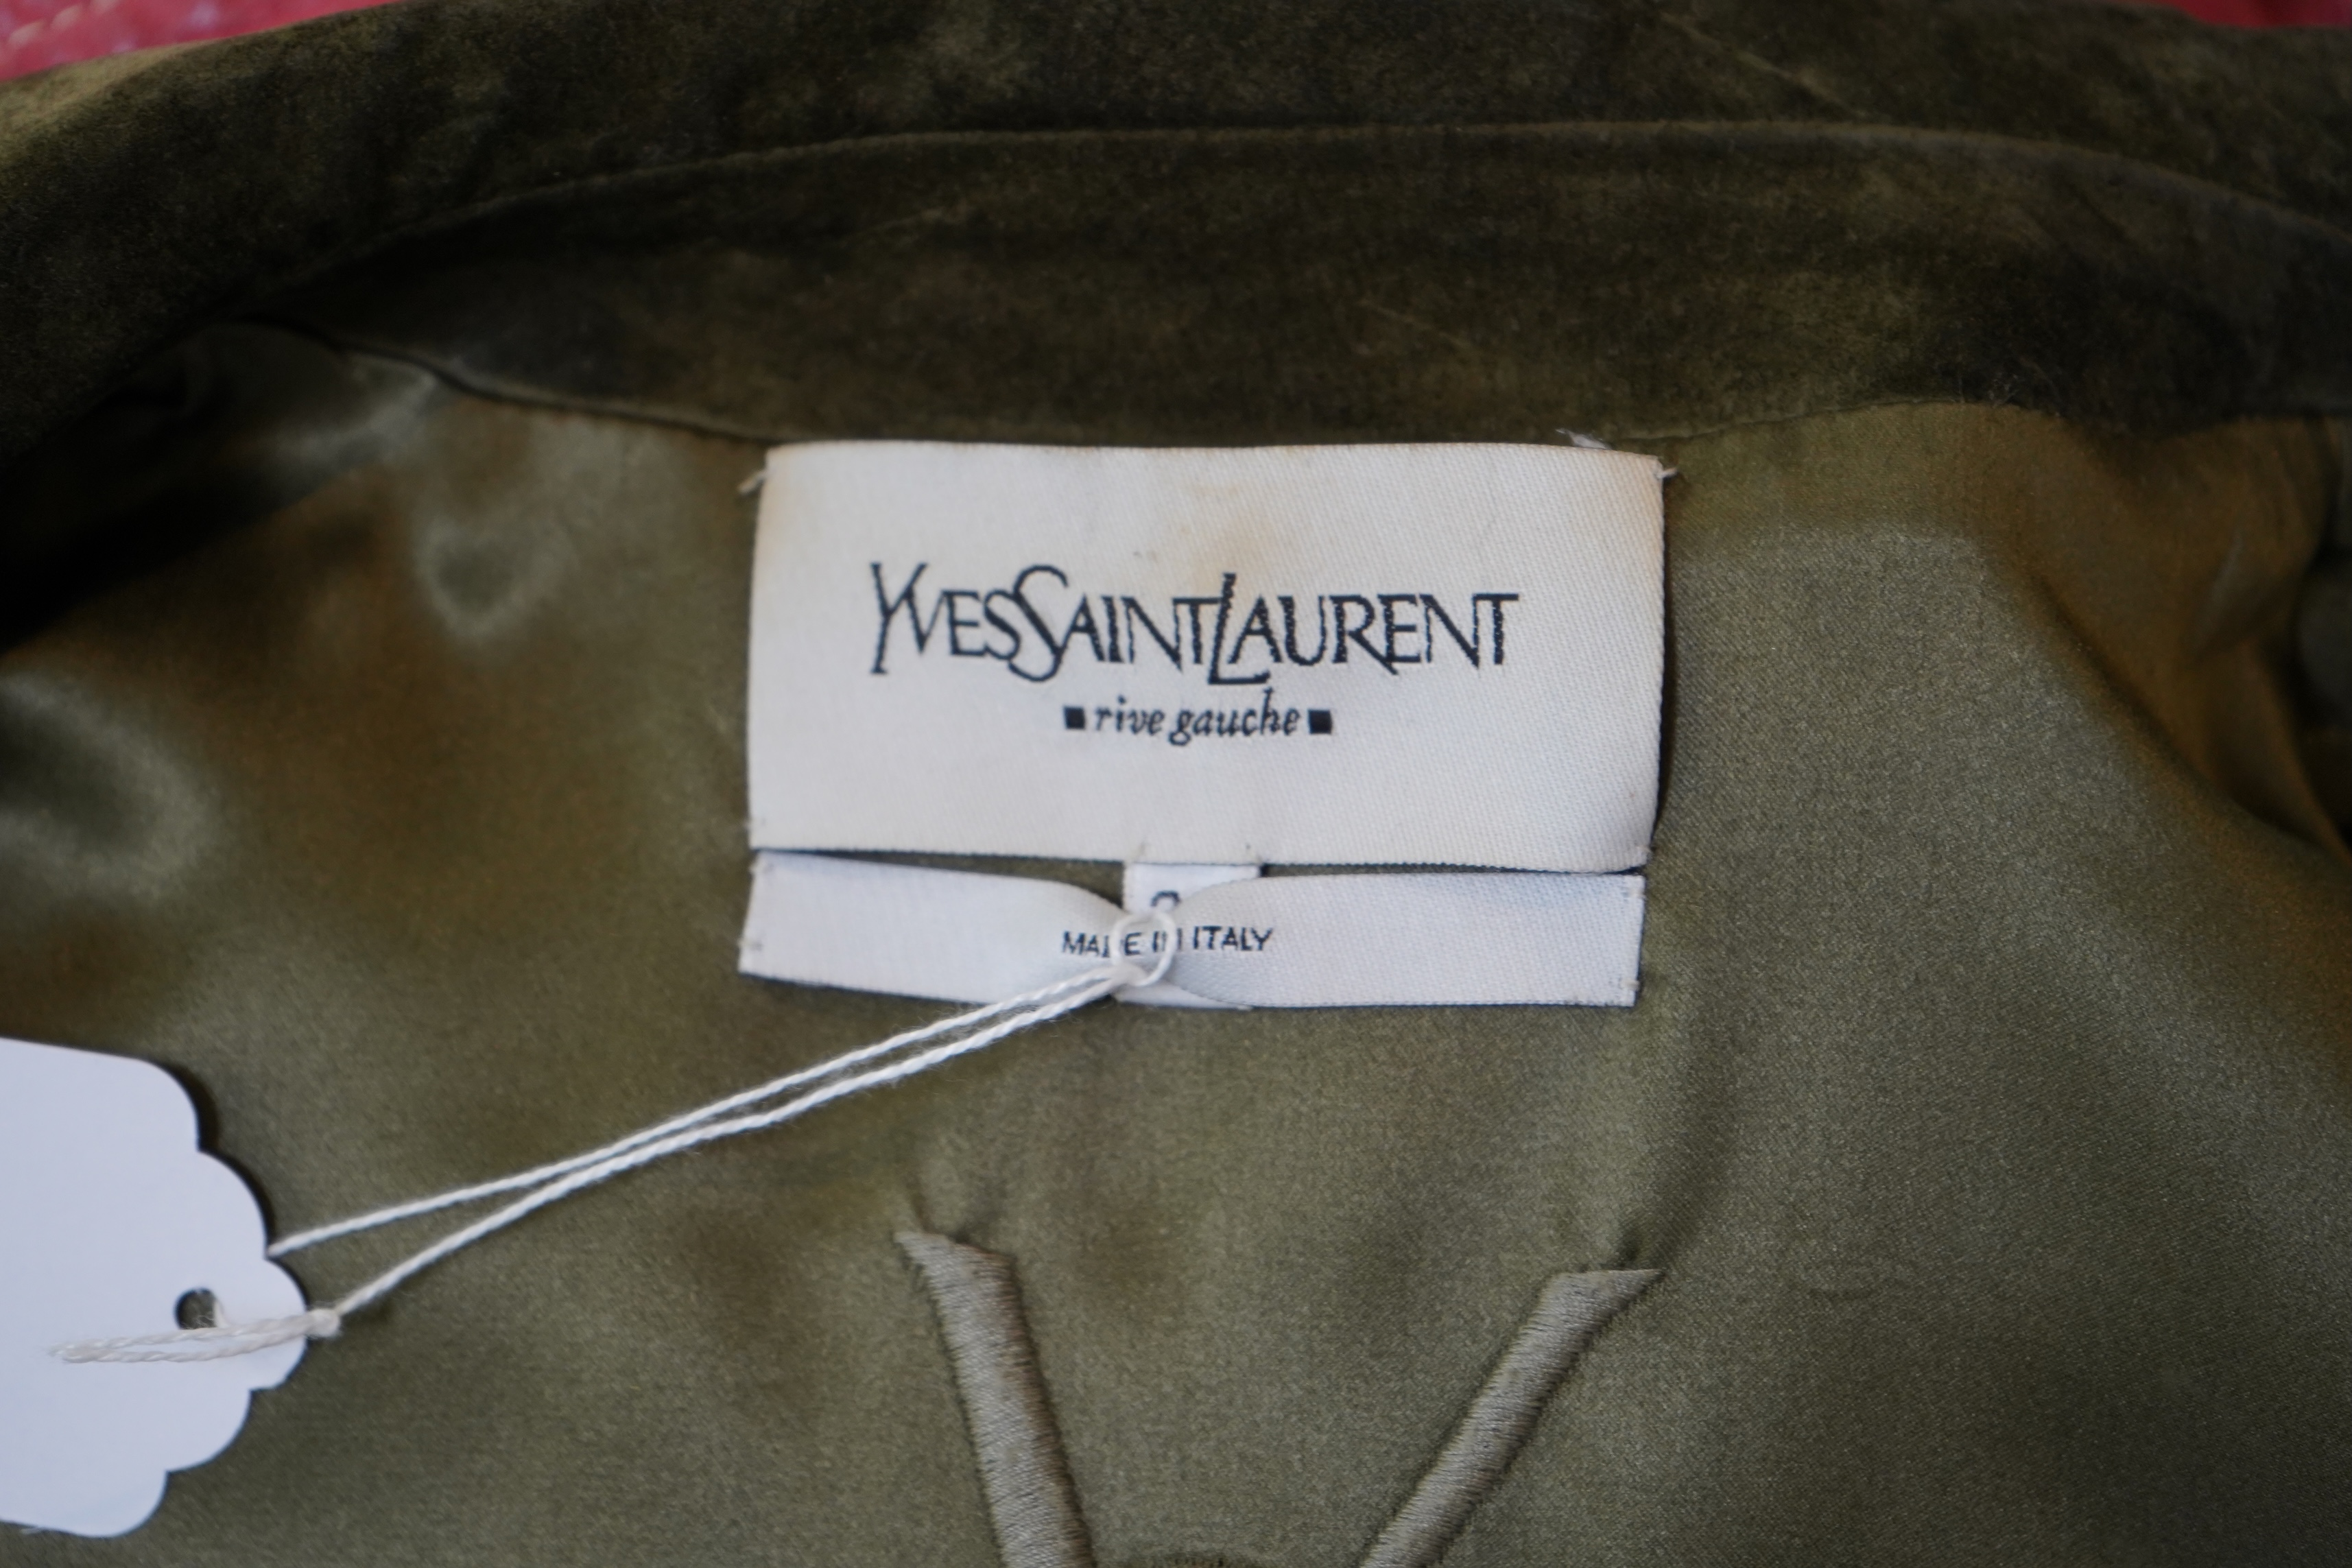 YVESSAINTLAURENT
▪rive gauche▪
MADE IN ITALY